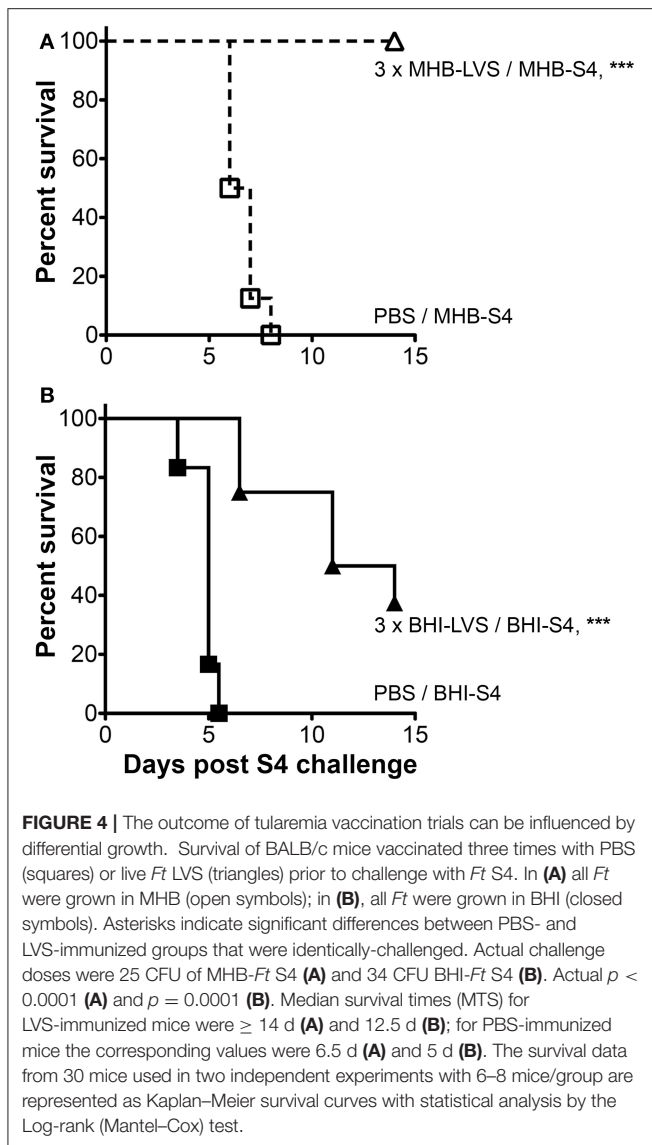 A
Percent survival
100
80
60
40
20
0
0
5
10
15
3 x MHB-LVS / MHB-S4, ***
PBS / MHB-S4
B
Percent survival
100
80
60
40
20
0
0
5
10
15
3 x BHI-LVS / BHI-S4, ***
PBS / BHI-S4
Days post S4 challenge
FIGURE 4 | The outcome of tularemia vaccination trials can be influenced by
differential growth. Survival of BALB/c mice vaccinated three times with PBS
(squares) or live Ft LVS (triangles) prior to challenge with Ft S4. In (A) all Ft
were grown in MHB (open symbols); in (B), all Ft were grown in BHI (closed
symbols). Asterisks indicate significant differences between PBS- and
LVS-immunized groups that were identically-challenged. Actual challenge
doses were 25 CFU of MHB-Ft S4 (A) and 34 CFU BHI-Ft S4 (B). Actual p <
0.0001 (A) and p = 0.0001 (B). Median survival times (MTS) for
LVS-immunized mice were ≥ 14 d (A) and 12.5 d (B); for PBS-immunized
mice the corresponding values were 6.5 d (A) and 5 d (B). The survival data
from 30 mice used in two independent experiments with 6–8 mice/group are
represented as Kaplan–Meier survival curves with statistical analysis by the
Log-rank (Mantel–Cox) test.